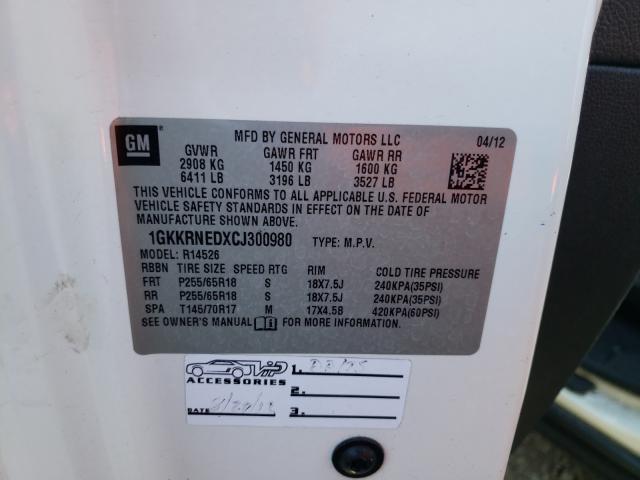 GM
MFD BY GENERAL MOTORS LLC 04/12
GVWR GAWR FRT GAWR RR
2908 KG 1450 KG 1600 KG
6411 LB 3196 LB 3527 LB
THIS VEHICLE CONFORMS TO ALL APPLICABLE U.S. FEDERAL MOTOR
VEHICLE SAFETY STANDARDS IN EFFECT ON THE DATE OF
MANUFACTURE SHOWN ABOVE.
1GKKRNEDXCJ300980 TYPE: M.P.V.
MODEL: R14526
RBBN TIRE SIZE SPEED RTG RIM COLD TIRE PRESSURE
FRT P255/65R18 S 18X7.5J 240KPA(35PSI)
RR P255/65R18 S 18X7.5J 240KPA(35PSI)
SPA T145/70R17 M 17X4.5B 420KPA(60PSI)
SEE OWNER'S MANUAL FOR MORE INFORMATION.
VIP
ACCESSORIES
DATE
1.
2.
3.